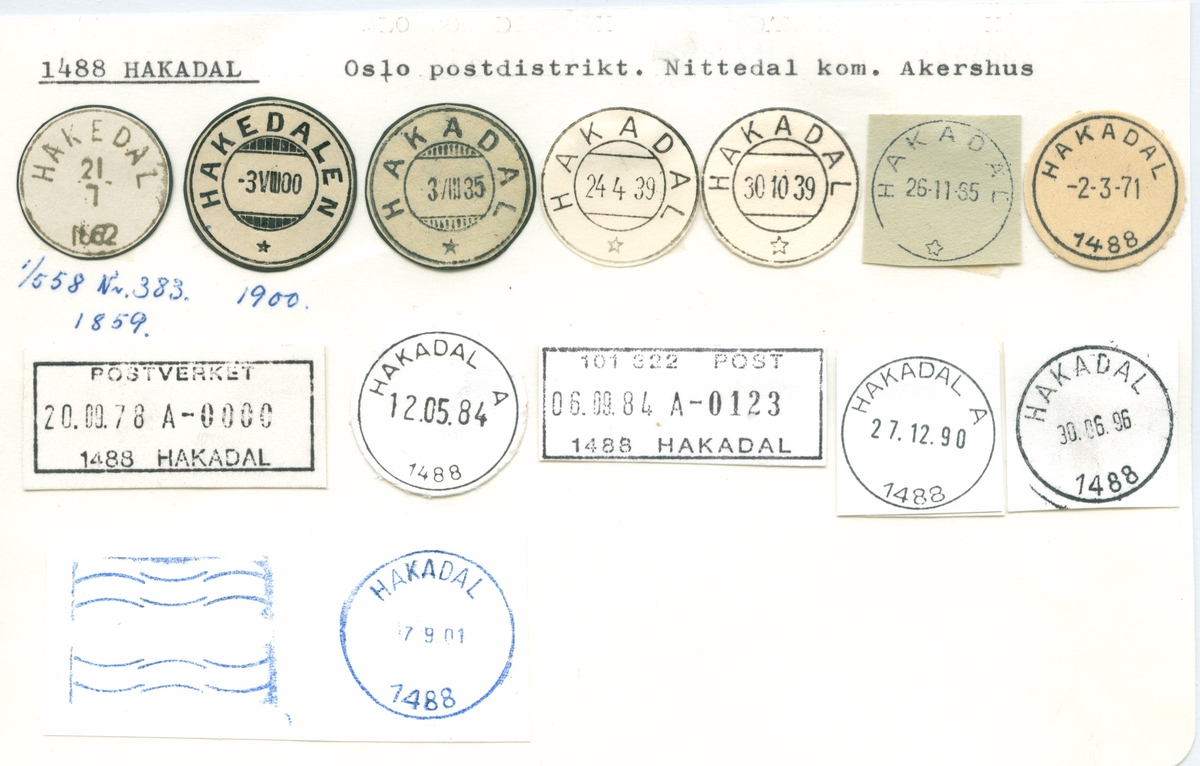 1488 HAKADAL Oslo postdistrikt. Nittedal kom. Akershus
HAKEDAL
21
7
HAKEDALEN
-3VIII00
HAKADAL
3VIII35
HAKADAL
24 4 39
HAKADAL
30 10 39
HAKADAL
26-11-65
HAKADAL
-2-3-71
1488
1/558 Nr. 383.
1859.
1900.
POSTVERKET
20.09.78 A-0000
1488 HAKADAL
HAKADAL A
12.05.84
1488
101 322 POST
06.09.84 A-0123
1488 HAKADAL
HAKADAL A
27.12.90
1488
HAKADAL
30.06.96
1488
HAKADAL
7 9 01
1488